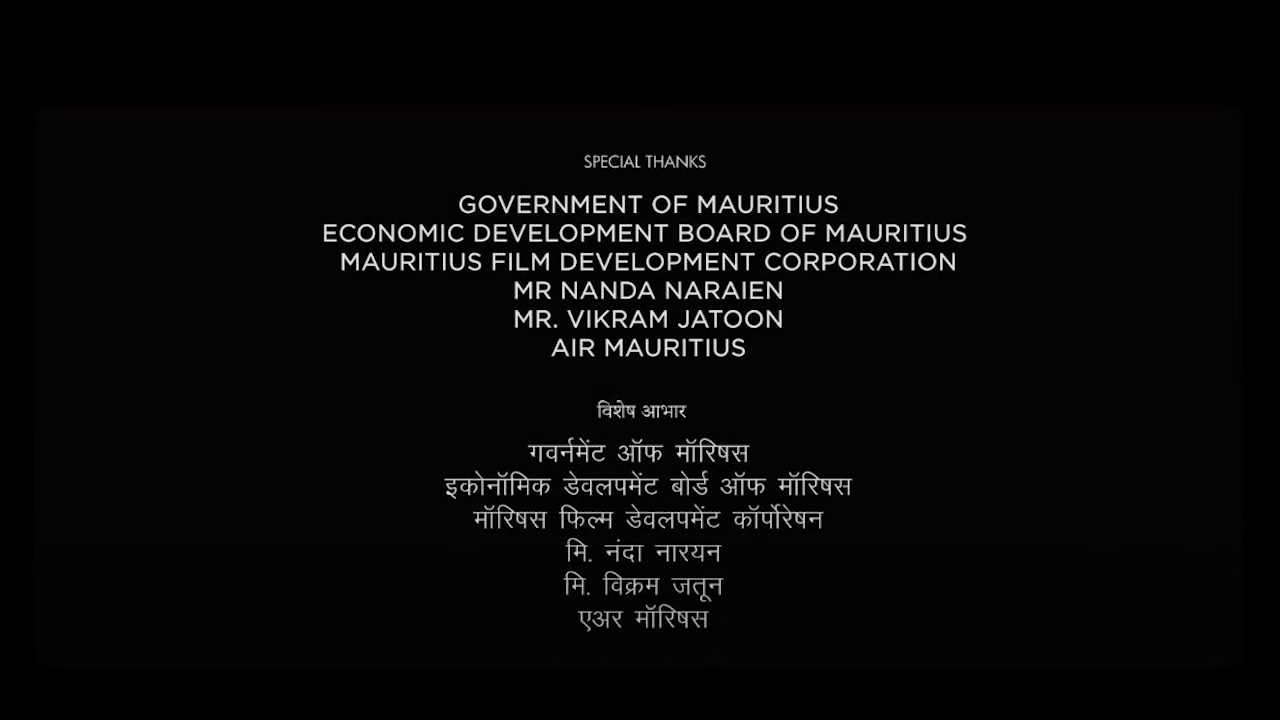 SPECIAL THANKS
GOVERNMENT OF MAURITIUS
ECONOMIC DEVELOPMENT BOARD OF MAURITIUS
MAURITIUS FILM DEVELOPMENT CORPORATION
MR NANDA NARAIEN
MR. VIKRAM JATOON
AIR MAURITIUS
विशेष आभार
गवर्नमेंट ऑफ मॉरिषस
इकोनॉमिक डेवलपमेंट बोर्ड ऑफ मॉरिषस
मॉरिषस फिल्म डेवलपमेंट कॉर्पोरेषन
मि. नंदा नारयन
मि. विक्रम जतून
एअर मॉरिषस